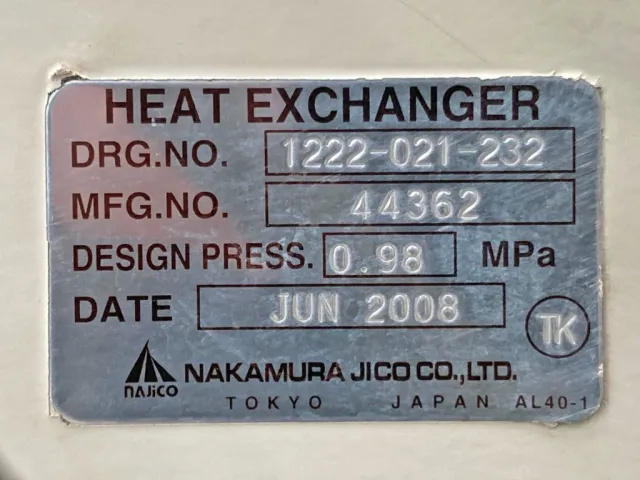 HEAT EXCHANGER
DRG.NO. 1222-021-232
MFG.NO. 44362
DESIGN PRESS. 0.98 MPa
DATE JUN 2008
TK
NAJICO NAKAMURA JICO CO.,LTD.
TOKYO JAPAN AL40-1